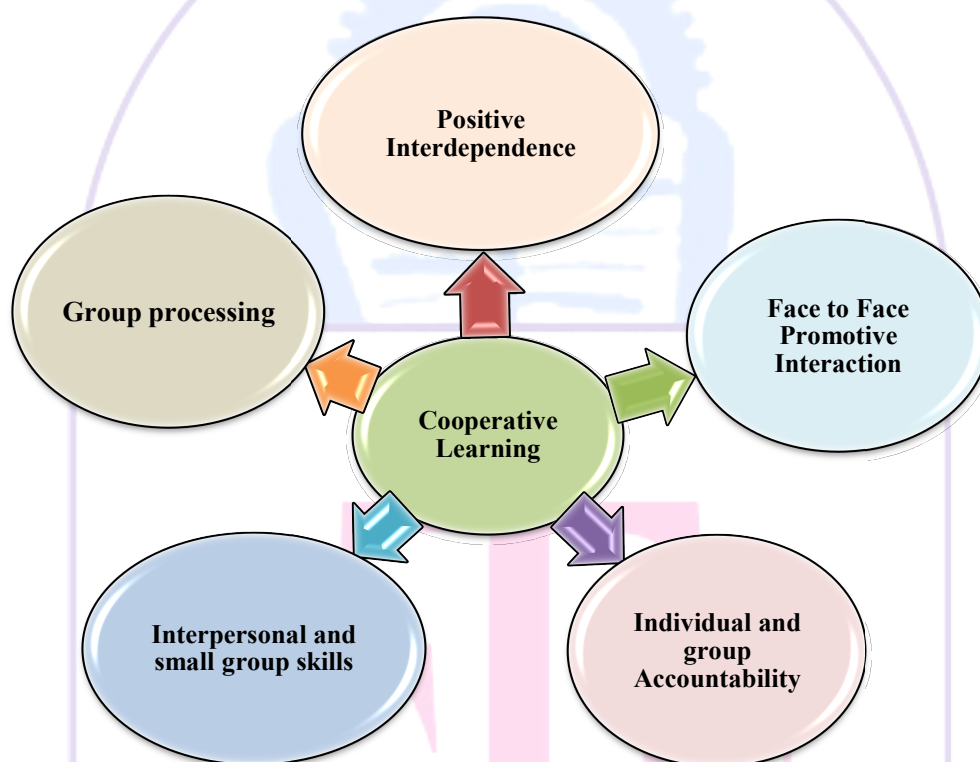 Positive
Interdependence
Group processing
Face to Face
Promotive
Interaction
Cooperative
Learning
Interpersonal and
small group skills
Individual and
group
Accountability